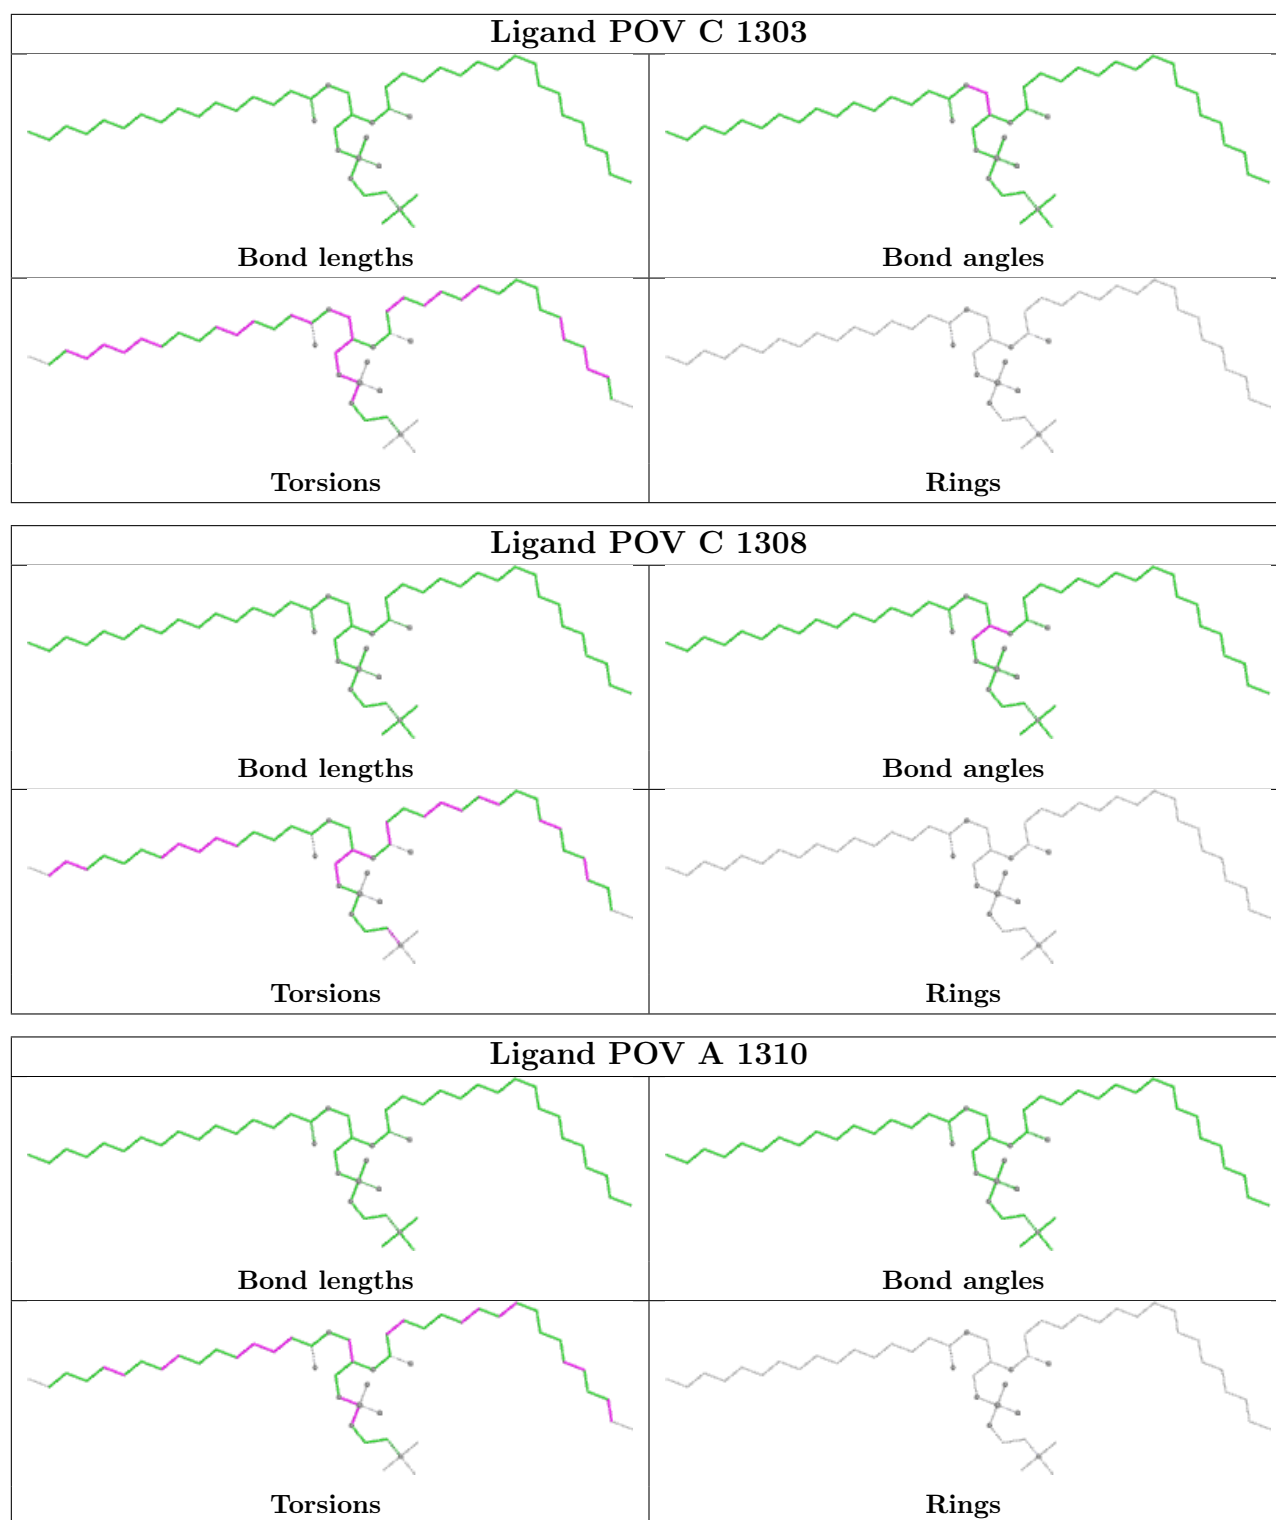 Ligand POV C 1303
Bond lengths
Bond angles
Torsions
Rings
Ligand POV C 1308
Bond lengths
Bond angles
Torsions
Rings
Ligand POV A 1310
Bond lengths
Bond angles
Torsions
Rings